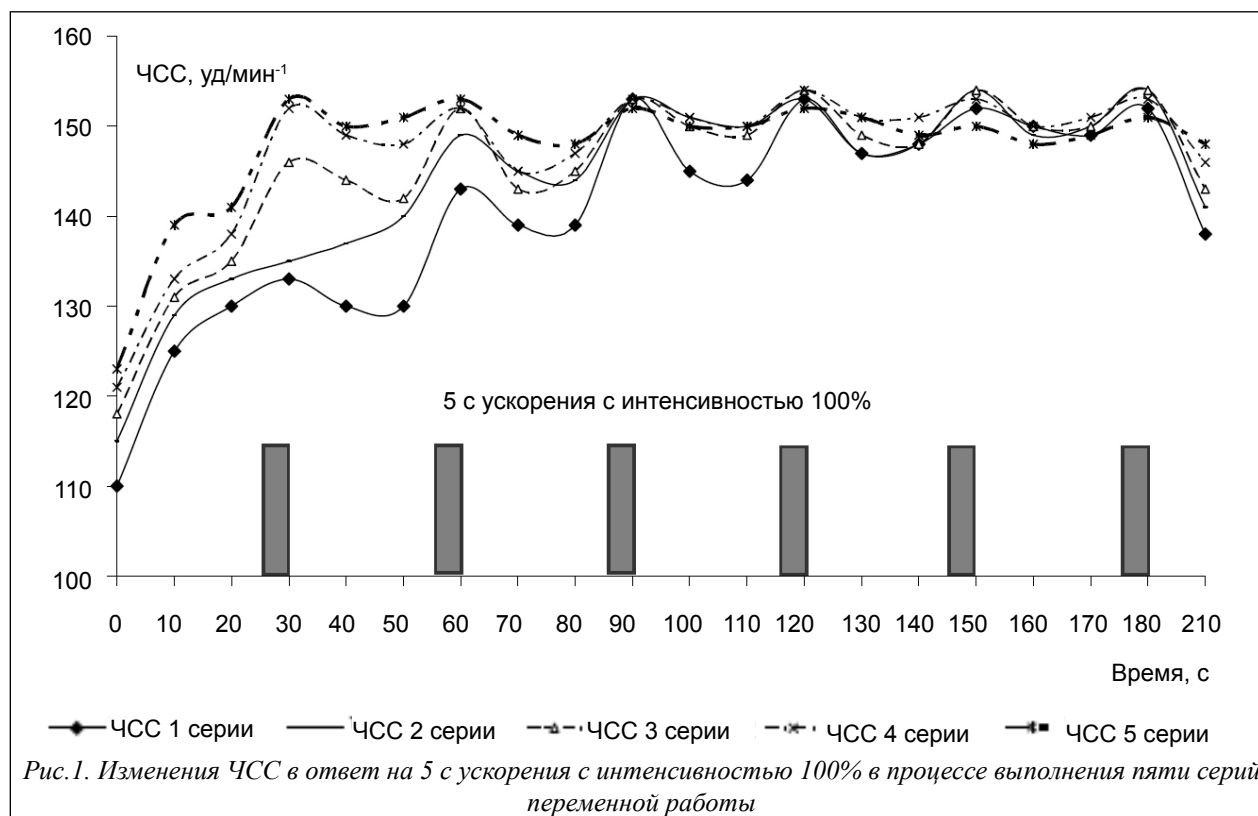 160
ЧСС, уд/мин⁻¹
150
140
130
120
5 с ускорения с интенсивностью 100%
110
100
0 10 20 30 40 50 60 70 80 90 100 110 120 130 140 150 160 170 180 210
Время, с
ЧСС 1 серии ЧСС 2 серии ЧСС 3 серии ЧСС 4 серии ЧСС 5 серии
Рис.1. Изменения ЧСС в ответ на 5 с ускорения с интенсивностью 100% в процессе выполнения пяти серий
переменной работы